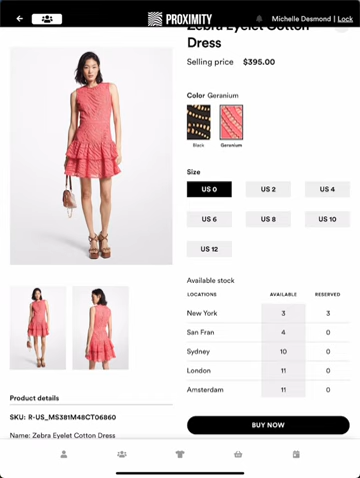 PROXIMITY
Michelle Desmond | Lock
Zebra Eyelet Cotton
Dress
Selling price $395.00
Color Geranium
Black
Geranium
Size
US 0
US 2
US 4
US 6
US 8
US 10
US 12
Available stock
LOCATIONS AVAILABLE RESERVED
New York 3 3
San Fran 4 0
Sydney 10 0
London 11 0
Amsterdam 11 0
BUY NOW
Product details
SKU: R-US_MS381M48CT06860
Name: Zebra Eyelet Cotton Dress